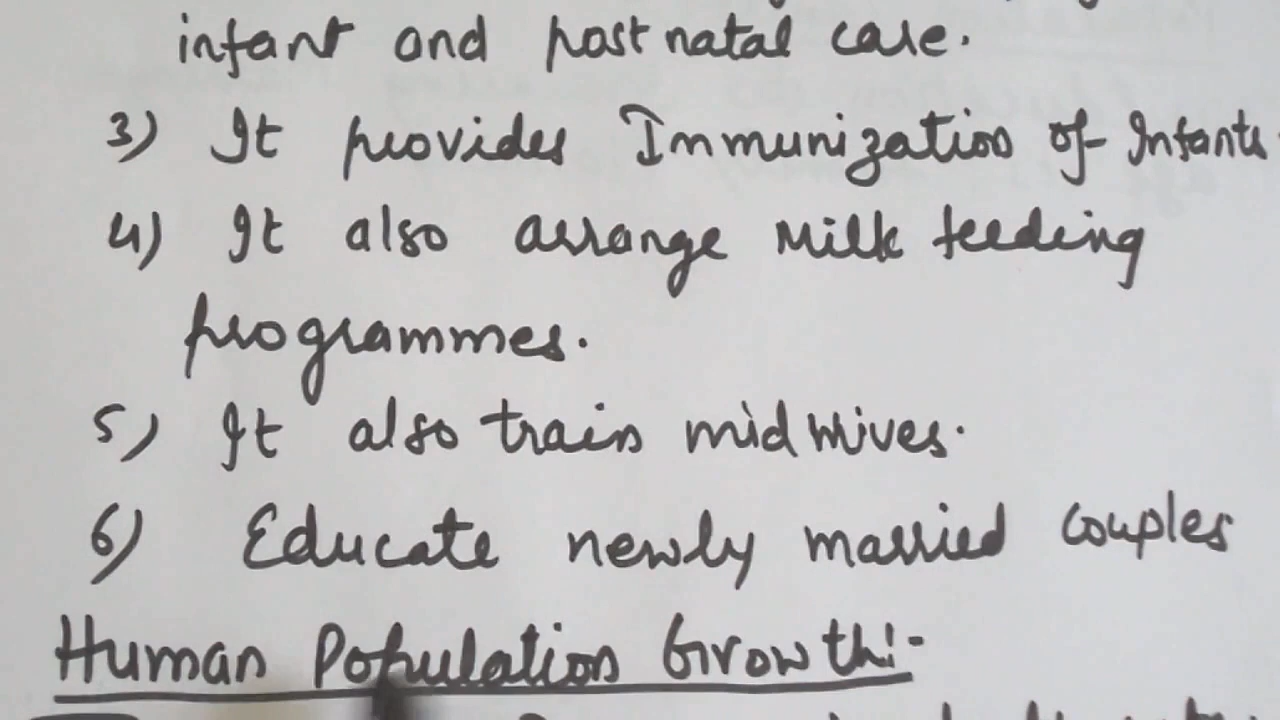 infant and post natal care.
3) It provides Immunization of Infants.
4) It also arrange Milk feeding
programmes.
5) It also train midwives.
6) Educate newly married couples
Human Population Growth:-